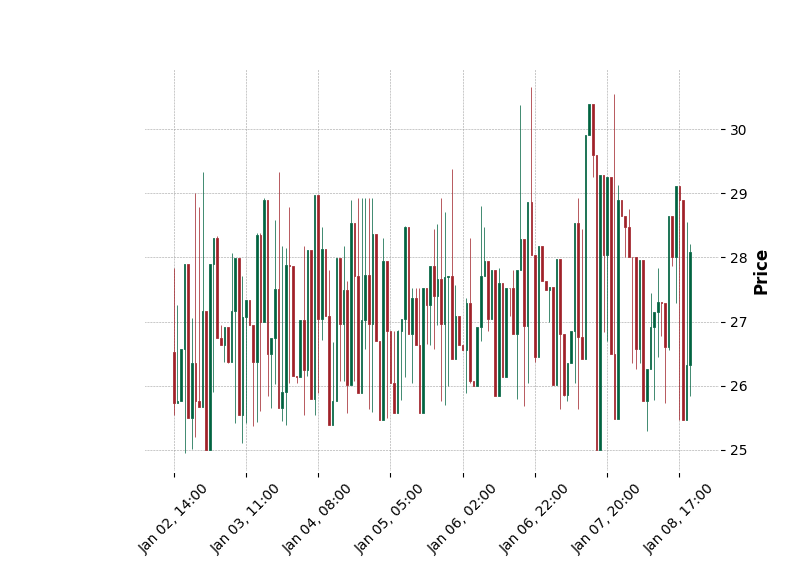 30
29
28
27
26
25
Price
Jan 02, 14:00
Jan 03, 11:00
Jan 04, 08:00
Jan 05, 05:00
Jan 06, 02:00
Jan 06, 22:00
Jan 07, 20:00
Jan 08, 17:00